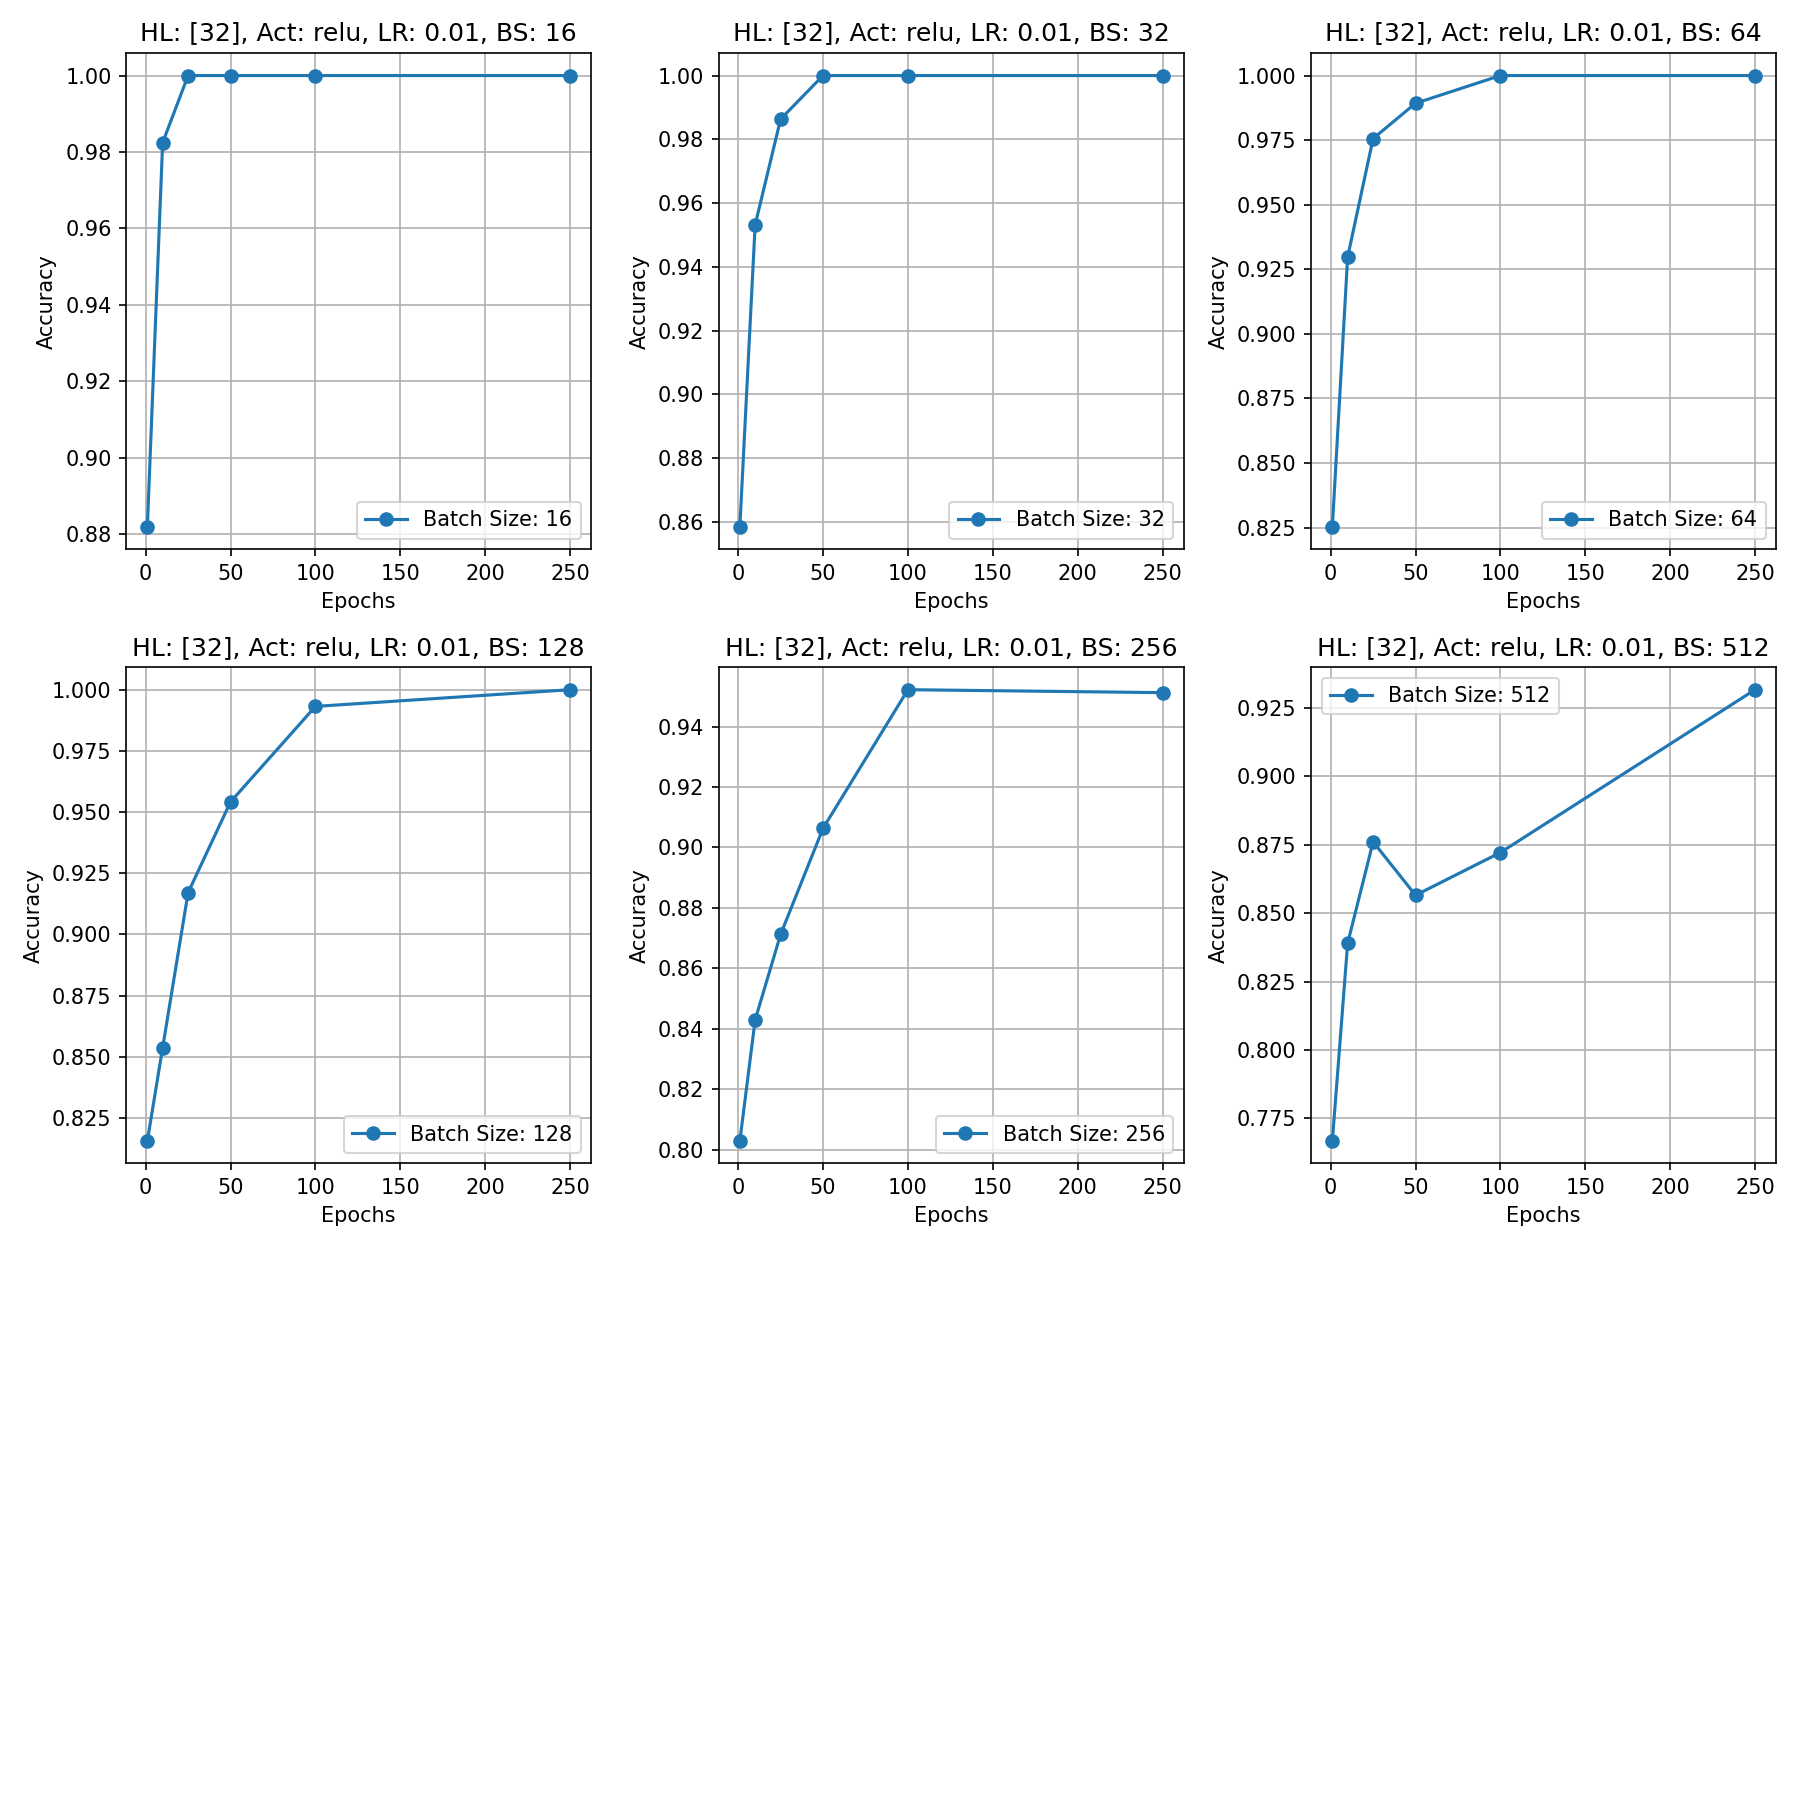 HL: [32], Act: relu, LR: 0.01, BS: 16
1.00
0.98
0.96
0.94
0.92
0.90
0.88
Accuracy
Batch Size: 16
0 50 100 150 200 250
Epochs
HL: [32], Act: relu, LR: 0.01, BS: 32
1.00
0.98
0.96
0.94
0.92
0.90
0.88
0.86
Accuracy
Batch Size: 32
0 50 100 150 200 250
Epochs
HL: [32], Act: relu, LR: 0.01, BS: 64
1.000
0.975
0.950
0.925
0.900
0.875
0.850
0.825
Accuracy
Batch Size: 64
0 50 100 150 200 250
Epochs
HL: [32], Act: relu, LR: 0.01, BS: 128
1.000
0.975
0.950
0.925
0.900
0.875
0.850
0.825
Accuracy
Batch Size: 128
0 50 100 150 200 250
Epochs
HL: [32], Act: relu, LR: 0.01, BS: 256
0.94
0.92
0.90
0.88
0.86
0.84
0.82
0.80
Accuracy
Batch Size: 256
0 50 100 150 200 250
Epochs
HL: [32], Act: relu, LR: 0.01, BS: 512
Batch Size: 512
0.925
0.900
0.875
0.850
0.825
0.800
0.775
Accuracy
0 50 100 150 200 250
Epochs